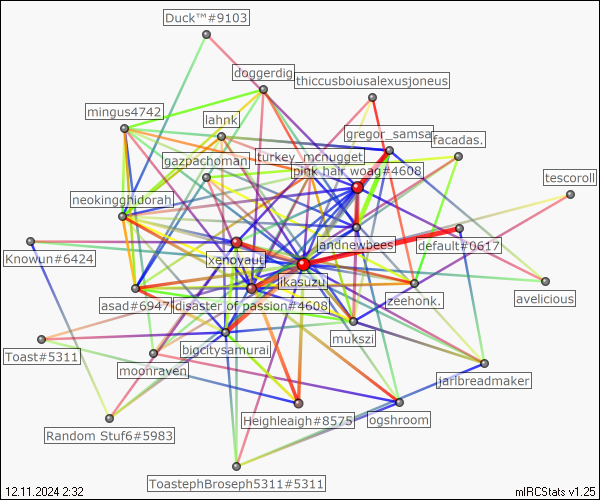 Duck™#9103
doggerdig
thiccusboiusalexusjoneus
mingus4742
lahnk
gregor_samsa
facadas.
gazpachoman
turkey_mcnugget
pink hair woag#4608
tescoroll
neokingghidorah
andnewbees
default#0617
Knowun#6424
xenoyaut
jikasuzu
avelicious
asad#6947
disaster of passion#4608
zeehonk.
mukszi
Toast#5311
moonraven
bigcitysamurai
jarlbreadmaker
Random Stuf6#5983
Heighleaigh#8575
ogshroom
ToastephBroseph5311#5311
12.11.2024 2:32
mIRCStats v1.25